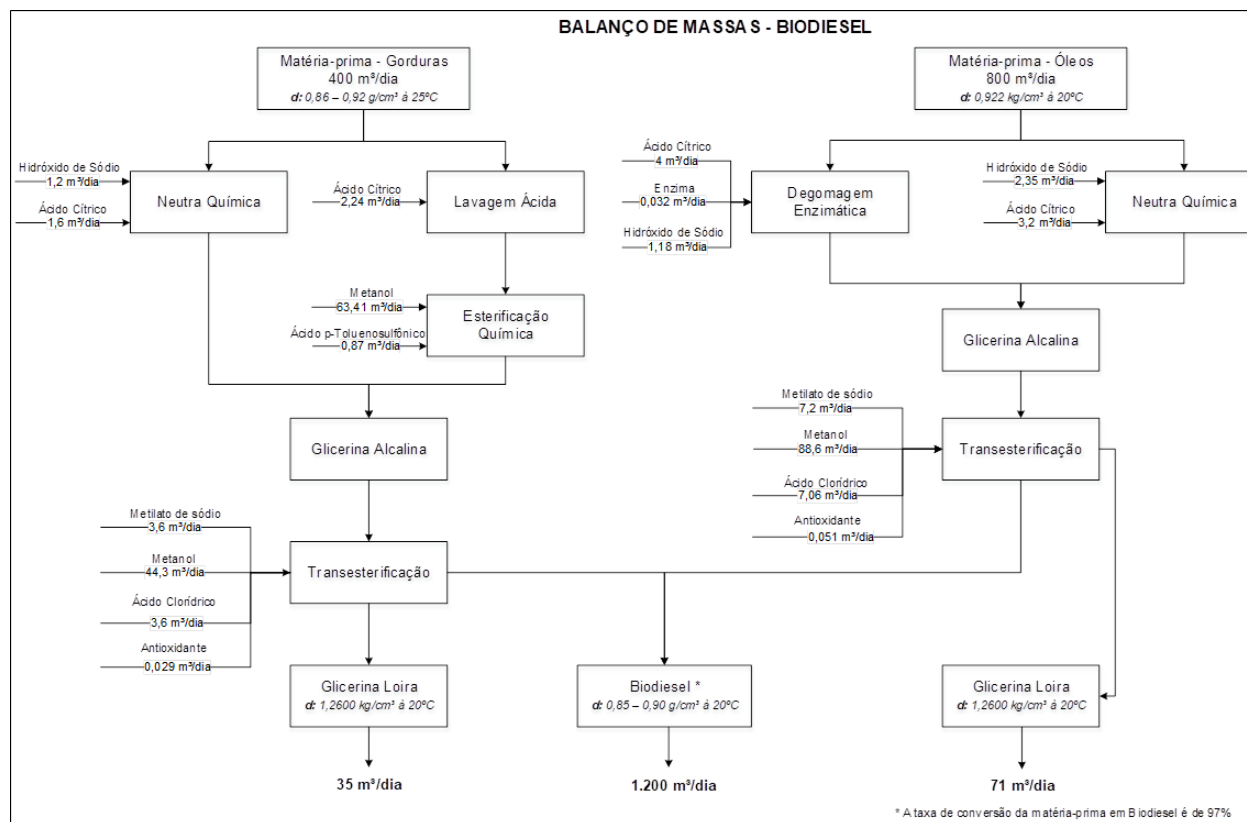 BALANÇO DE MASSAS - BIODIESEL
Matéria-prima - Gorduras
400 m³/dia
d: 0,86 – 0,92 g/cm³ à 25ºC
Matéria-prima - Óleos
800 m³/dia
d: 0,922 kg/cm³ à 20ºC
Hidróxido de Sódio
1,2 m³/dia
Ácido Cítrico
1,6 m³/dia
Neutra Química
Ácido Cítrico
2,24 m³/dia
Lavagem Ácida
Ácido Cítrico
4 m³/dia
Enzima
0,032 m³/dia
Hidróxido de Sódio
1,18 m³/dia
Degomagem
Enzimática
Hidróxido de Sódio
2,35 m³/dia
Ácido Cítrico
3,2 m³/dia
Neutra Química
Metanol
63,41 m³/dia
Ácido p-Toluenosulfônico
0,87 m³/dia
Esterificação
Química
Glicerina Alcalina
Glicerina Alcalina
Metilato de sódio
7,2 m³/dia
Metanol
88,6 m³/dia
Ácido Clorídrico
7,06 m³/dia
Antioxidante
0,051 m³/dia
Transesterificação
Metilato de sódio
3,6 m³/dia
Metanol
44,3 m³/dia
Ácido Clorídrico
3,6 m³/dia
Antioxidante
0,029 m³/dia
Transesterificação
Glicerina Loira
d: 1,2600 kg/cm³ à 20ºC
Biodiesel *
d: 0,85 – 0,90 g/cm³ à 20ºC
Glicerina Loira
d: 1,2600 kg/cm³ à 20ºC
35 m³/dia
1.200 m³/dia
71 m³/dia
* A taxa de conversão da matéria-prima em Biodiesel é de 97%